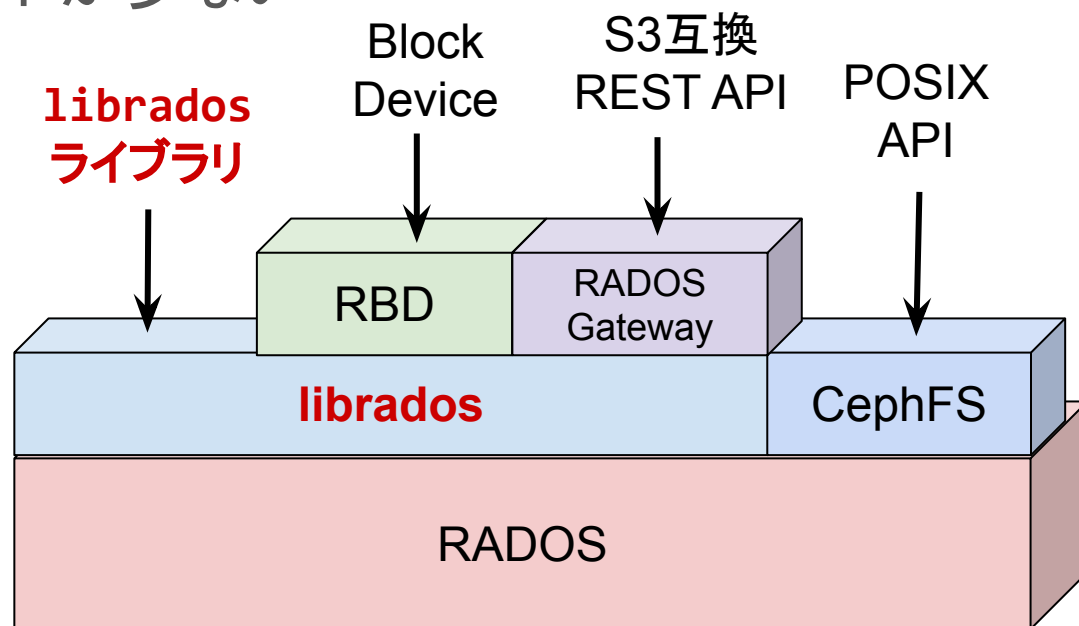 Block
Device
S3互換
REST API
POSIX
API
librados
ライブラリ
RBD
RADOS
Gateway
librados
CephFS
RADOS